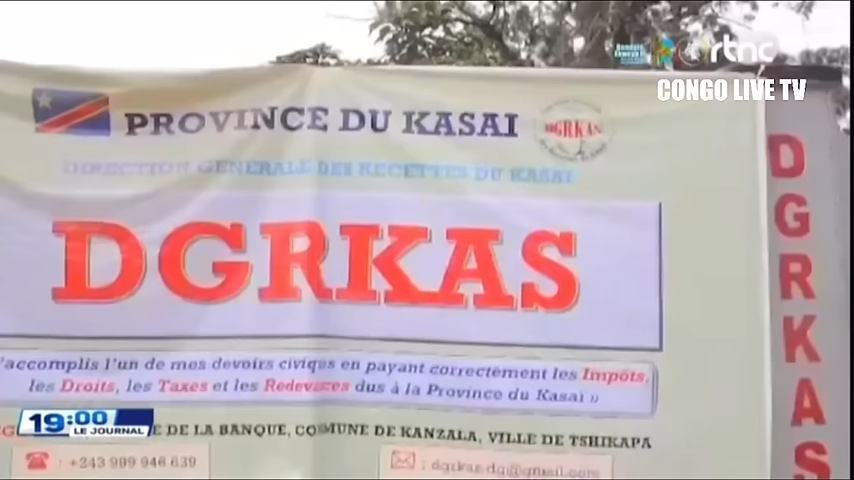 rtnc
CONGO LIVE TV
PROVINCE DU KASAI
DGRKAS
DIRECTION GENERALE DES RECETTES DU KASAI
DGRKAS
DGRKAS
'accomplis l'un de mes devoirs civiques en payant correctement les Impôts,
les Droits, les Taxes et les Redevances dus à la Province du Kasaï »
19:00
LE JOURNAL
DE LA BANQUE, COMMUNE DE KANZALA, VILLE DE TSHIKAPA
: +243 999 946 639
: dgrkas.dg@gmail.com